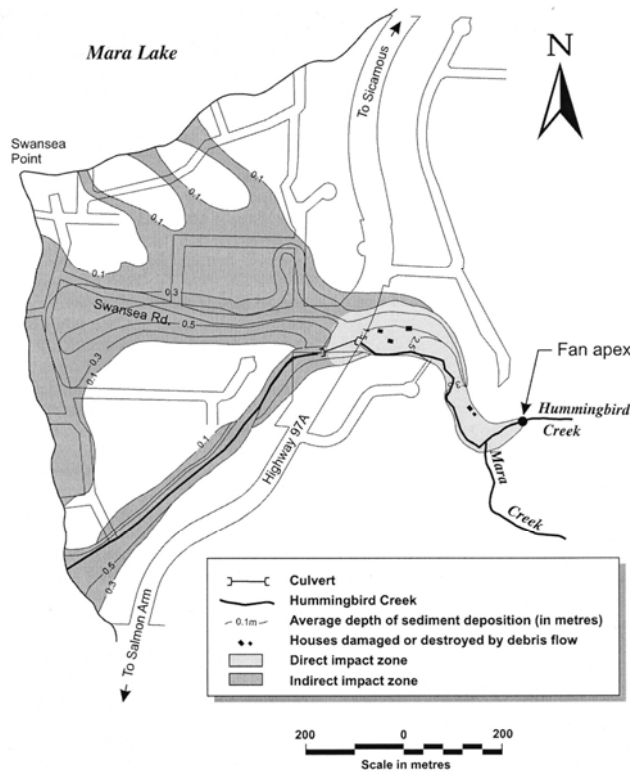 Mara Lake
N
To Sicamous
Swansea
Point
0.1
0.1
0.1
0.1
0.3
Swansea Rd.
0.5
0.3
0.1
1.5
2.5
3
Fan apex
Hummingbird
Creek
Mara
Creek
0.1
Highway 97A
0.5
0.3
To Salmon Arm
Culvert
Hummingbird Creek
0.1m Average depth of sediment deposition (in metres)
Houses damaged or destroyed by debris flow
Direct impact zone
Indirect impact zone
200 0 200
Scale in metres